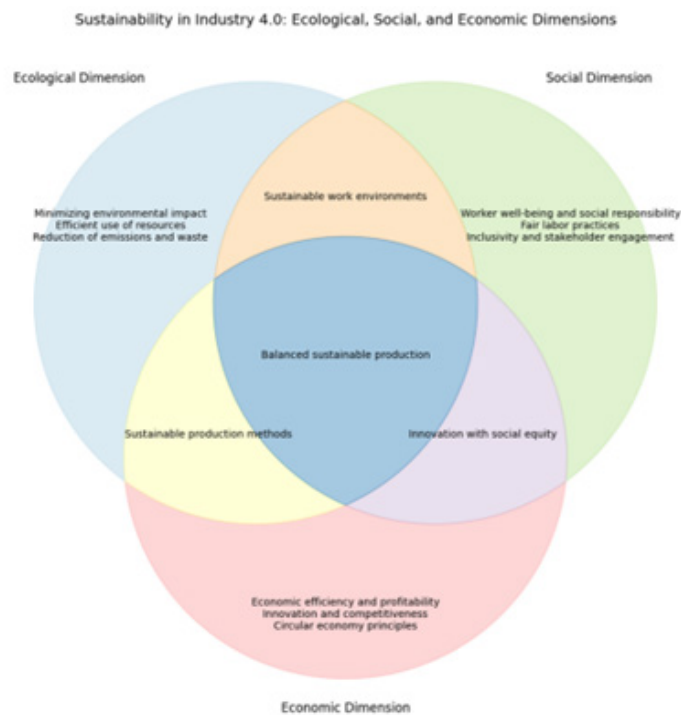 Sustainability in Industry 4.0: Ecological, Social, and Economic Dimensions
Ecological Dimension
Social Dimension
Sustainable work environments
Minimizing environmental impact
Efficient use of resources
Reduction of emissions and waste
Worker well-being and social responsibility
Fair labor practices
Inclusivity and stakeholder engagement
Balanced sustainable production
Sustainable production methods
Innovation with social equity
Economic efficiency and profitability
Innovation and competitiveness
Circular economy principles
Economic Dimension